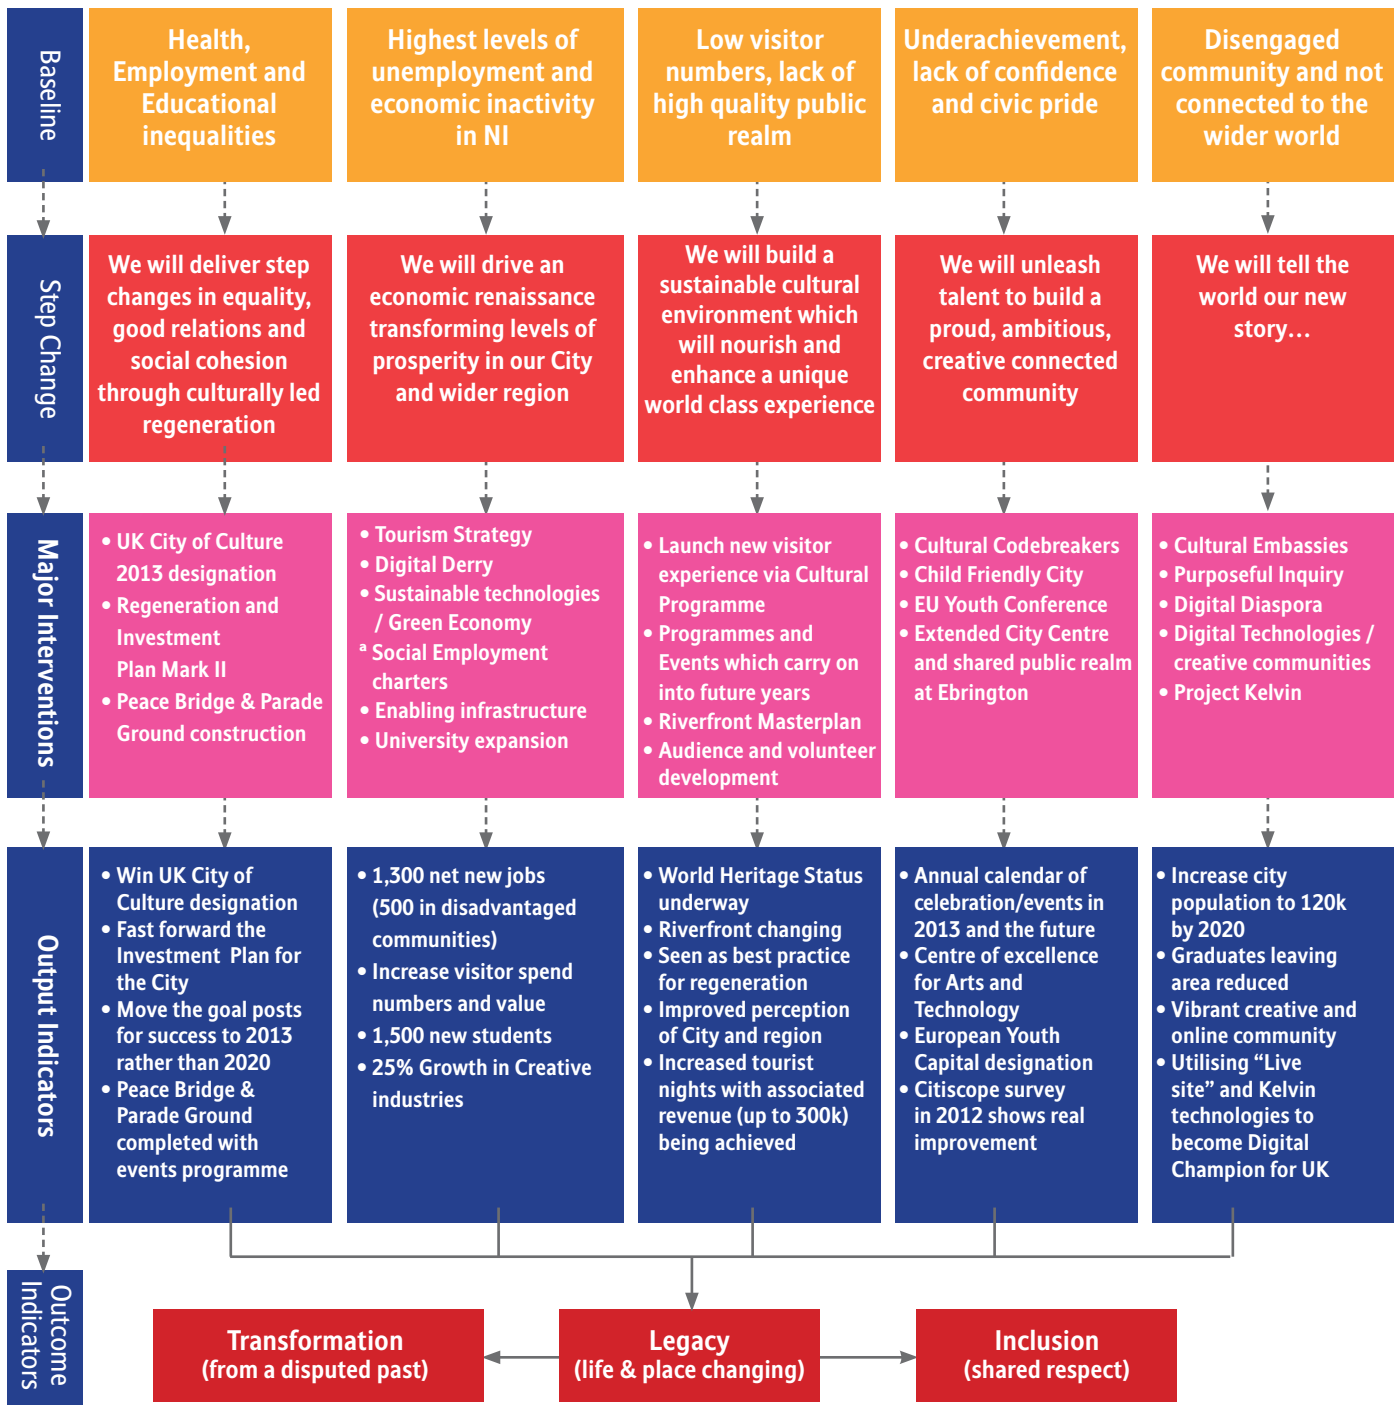 Baseline
Health,
Employment and
Educational
inequalities
Highest levels of
unemployment and
economic inactivity
in NI
Low visitor
numbers, lack of
high quality public
realm
Underachievement,
lack of confidence
and civic pride
Disengaged
community and not
connected to the
wider world
Step Change
We will deliver step
changes in equality,
good relations and
social cohesion
through culturally led
regeneration
We will drive an
economic renaissance
transforming levels of
prosperity in our City
and wider region
We will build a
sustainable cultural
environment which
will nourish and
enhance a unique
world class experience
We will unleash
talent to build a
proud, ambitious,
creative connected
community
We will tell the
world our new
story…
Major Interventions
• UK City of Culture
2013 designation
• Regeneration and
Investment
Plan Mark II
• Peace Bridge & Parade
Ground construction
• Tourism Strategy
• Digital Derry
• Sustainable technologies
/ Green Economy
ª Social Employment
charters
• Enabling infrastructure
• University expansion
• Launch new visitor
experience via Cultural
Programme
• Programmes and
Events which carry on
into future years
• Riverfront Masterplan
• Audience and volunteer
development
• Cultural Codebreakers
• Child Friendly City
• EU Youth Conference
• Extended City Centre
and shared public realm
at Ebrington
• Cultural Embassies
• Purposeful Inquiry
• Digital Diaspora
• Digital Technologies /
creative communities
• Project Kelvin
Output Indicators
• Win UK City of
Culture designation
• Fast forward the
Investment Plan for
the City
• Move the goal posts
for success to 2013
rather than 2020
• Peace Bridge &
Parade Ground
completed with
events programme
• 1,300 net new jobs
(500 in disadvantaged
communities)
• Increase visitor spend
numbers and value
• 1,500 new students
• 25% Growth in Creative
industries
• World Heritage Status
underway
• Riverfront changing
• Seen as best practice
for regeneration
• Improved perception
of City and region
• Increased tourist
nights with associated
revenue (up to 300k)
being achieved
• Annual calendar of
celebration/events in
2013 and the future
• Centre of excellence
for Arts and
Technology
• European Youth
Capital designation
• Citiscope survey
in 2012 shows real
improvement
• Increase city
population to 120k
by 2020
• Graduates leaving
area reduced
• Vibrant creative and
online community
• Utilising “Live
site” and Kelvin
technologies to
become Digital
Champion for UK
Outcome
Indicators
Transformation
(from a disputed past)
Legacy
(life & place changing)
Inclusion
(shared respect)